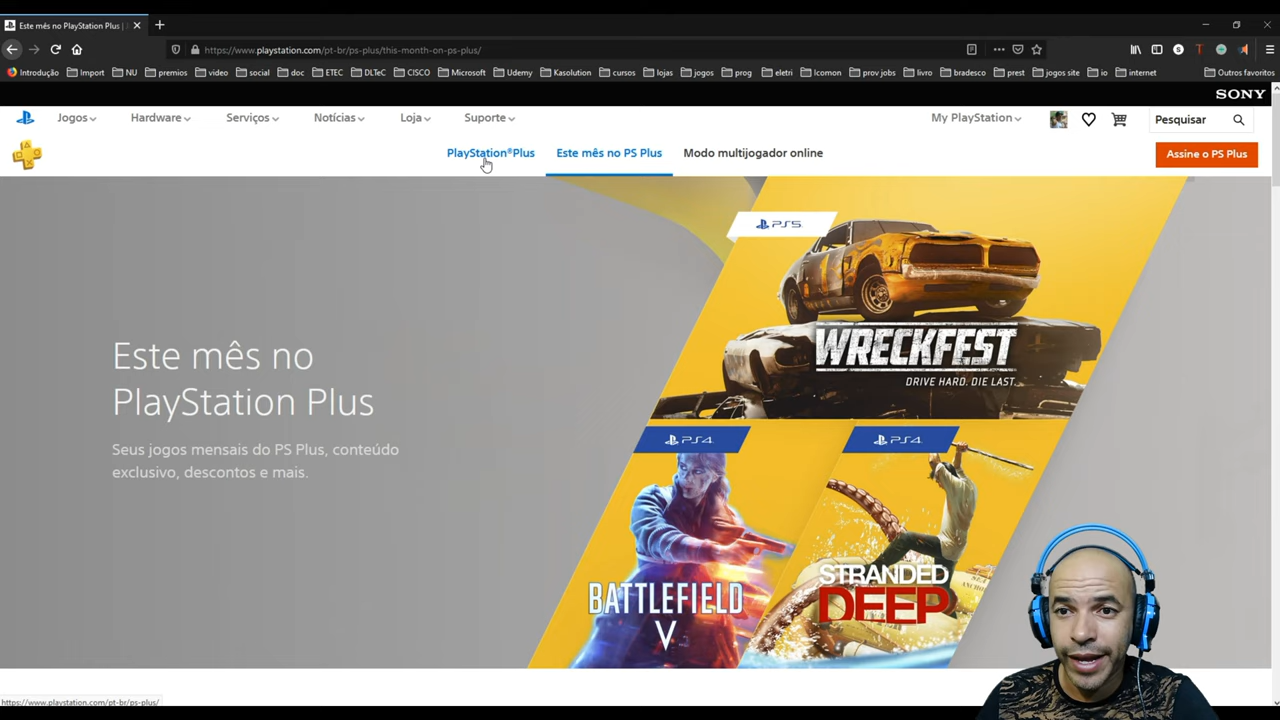 Este mês no PlayStation Plus |
https://www.playstation.com/pt-br/ps-plus/this-month-on-ps-plus/
Introdução Import NU premios video social doc ETEC DLTeC CISCO Microsoft Udemy Kasolution cursos lojas jogos prog eletri Icomon prov jobs livro bradesco prest jogos site io internet Outros favoritos
SONY
Jogos Hardware Serviços Notícias Loja Suporte My PlayStation Pesquisar
PlayStation®Plus Este mês no PS Plus Modo multijogador online Assine o PS Plus
PS5
WRECKFEST
DRIVE HARD. DIE LAST.
Este mês no
PlayStation Plus
Seus jogos mensais do PS Plus, conteúdo
exclusivo, descontos e mais.
PS4 PS4
BATTLEFIELD
V
STRANDED
DEEP
https://www.playstation.com/pt-br/ps-plus/